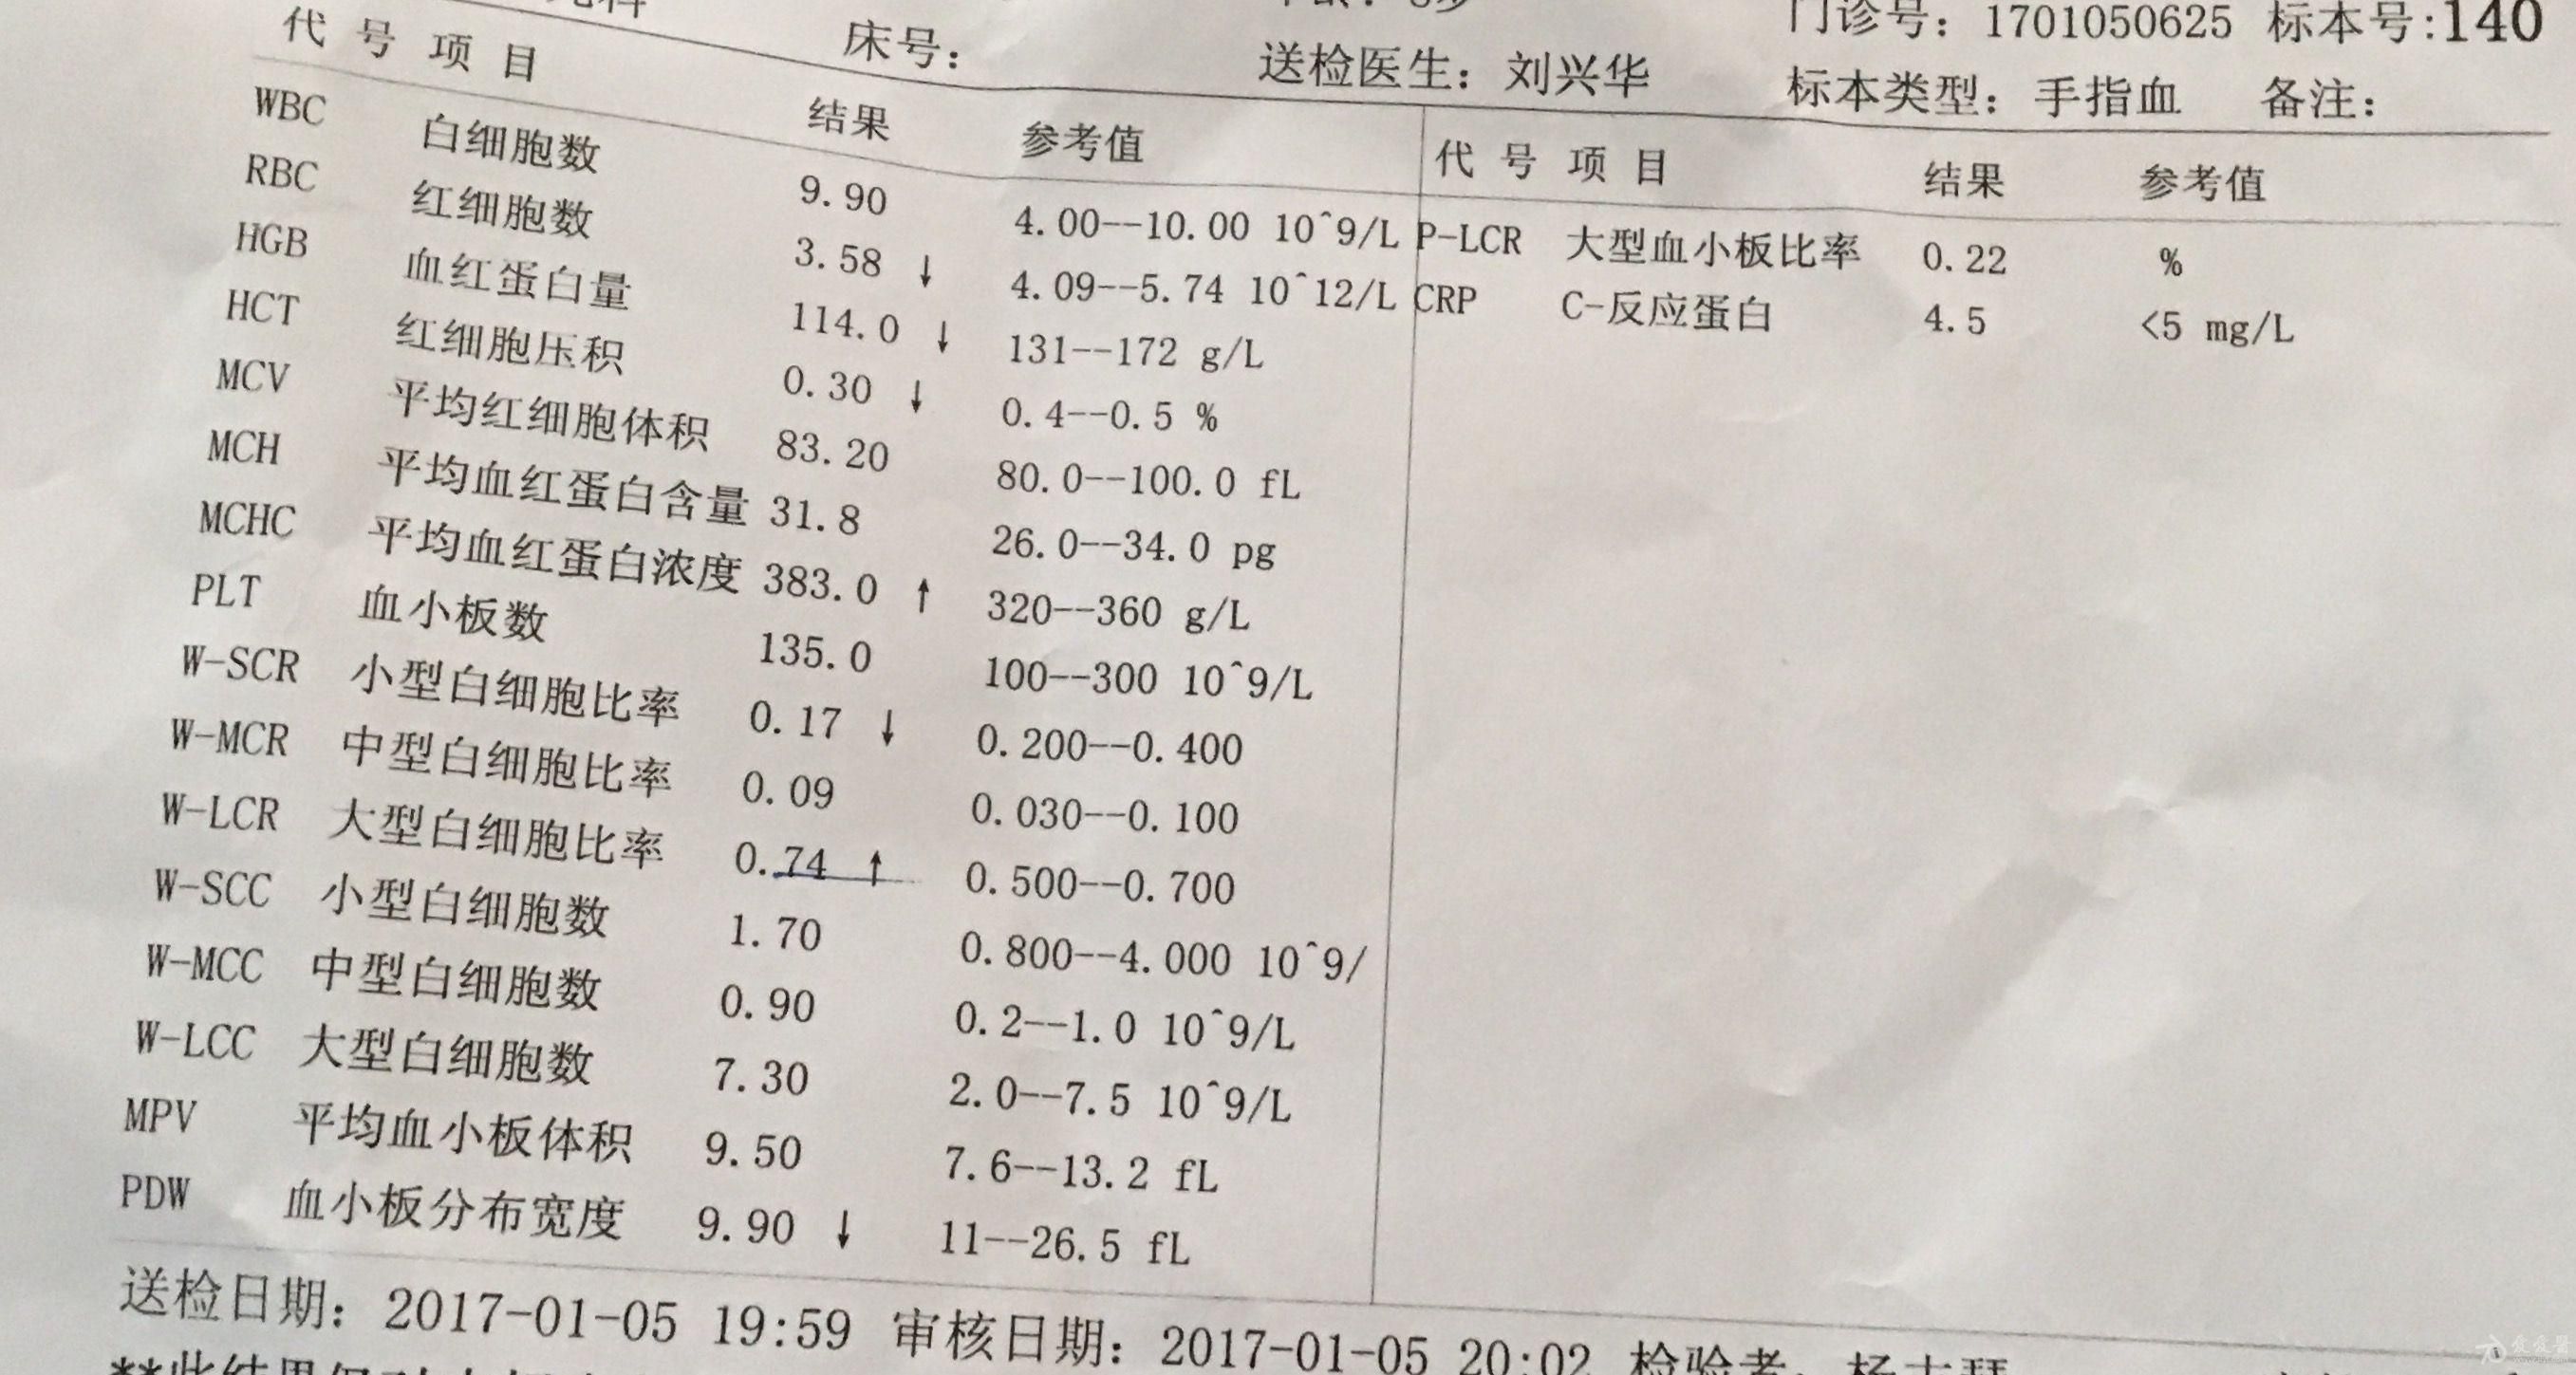 床号：
门诊号：1701050625 标本号:140
送检医生：刘兴华
标本类型：手指血 备注：
代 号 项 目 结果 参考值
WBC 白细胞数 9.90 4.00--10.00 10^9/L
RBC 红细胞数 3.58 ↓ 4.09--5.74 10^12/L
HGB 血红蛋白量 114.0 ↓ 131--172 g/L
HCT 红细胞压积 0.30 ↓ 0.4--0.5 %
MCV 平均红细胞体积 83.20 80.0--100.0 fL
MCH 平均血红蛋白含量 31.8 26.0--34.0 pg
MCHC 平均血红蛋白浓度 383.0 ↑ 320--360 g/L
PLT 血小板数 135.0 100--300 10^9/L
W-SCR 小型白细胞比率 0.17 ↓ 0.200--0.400
W-MCR 中型白细胞比率 0.09 0.030--0.100
W-LCR 大型白细胞比率 0.74 ↑ 0.500--0.700
W-SCC 小型白细胞数 1.70 0.800--4.000 10^9/
W-MCC 中型白细胞数 0.90 0.2--1.0 10^9/L
W-LCC 大型白细胞数 7.30 2.0--7.5 10^9/L
MPV 平均血小板体积 9.50 7.6--13.2 fL
PDW 血小板分布宽度 9.90 ↓ 11--26.5 fL
代 号 项 目 结果 参考值
P-LCR 大型血小板比率 0.22 %
CRP C-反应蛋白 4.5 <5 mg/L
送检日期：2017-01-05 19:59 审核日期：2017-01-05 20:02 检验者：
爱爱医